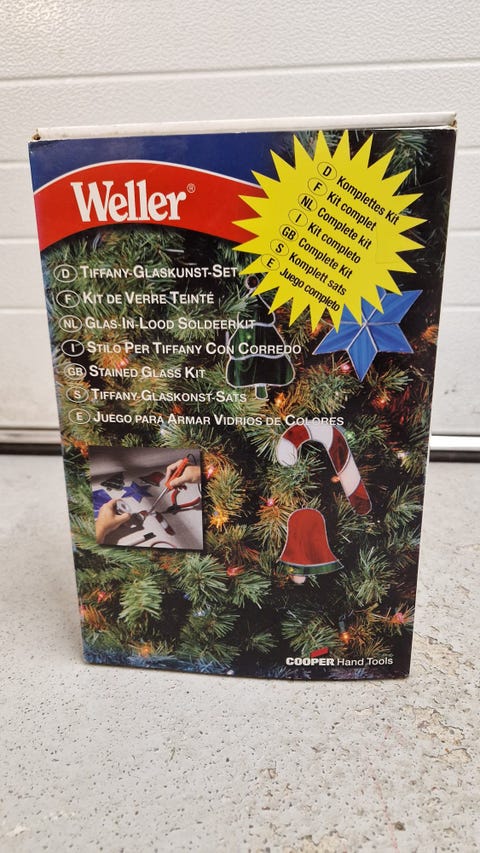 Weller®
D Komplettes Kit
F Kit complet
NL Complete kit
I Kit completo
GB Complete Kit
S Komplett sats
E Juego completo
D TIFFANY-GLASKUNST-SET
F KIT DE VERRE TEINTÉ
NL GLAS-IN-LOOD SOLDEERKIT
I STILO PER TIFFANY CON CORREDO
GB STAINED GLASS KIT
S TIFFANY-GLASKONST-SATS
E JUEGO PARA ARMAR VIDRIOS DE COLORES
COOPER Hand Tools